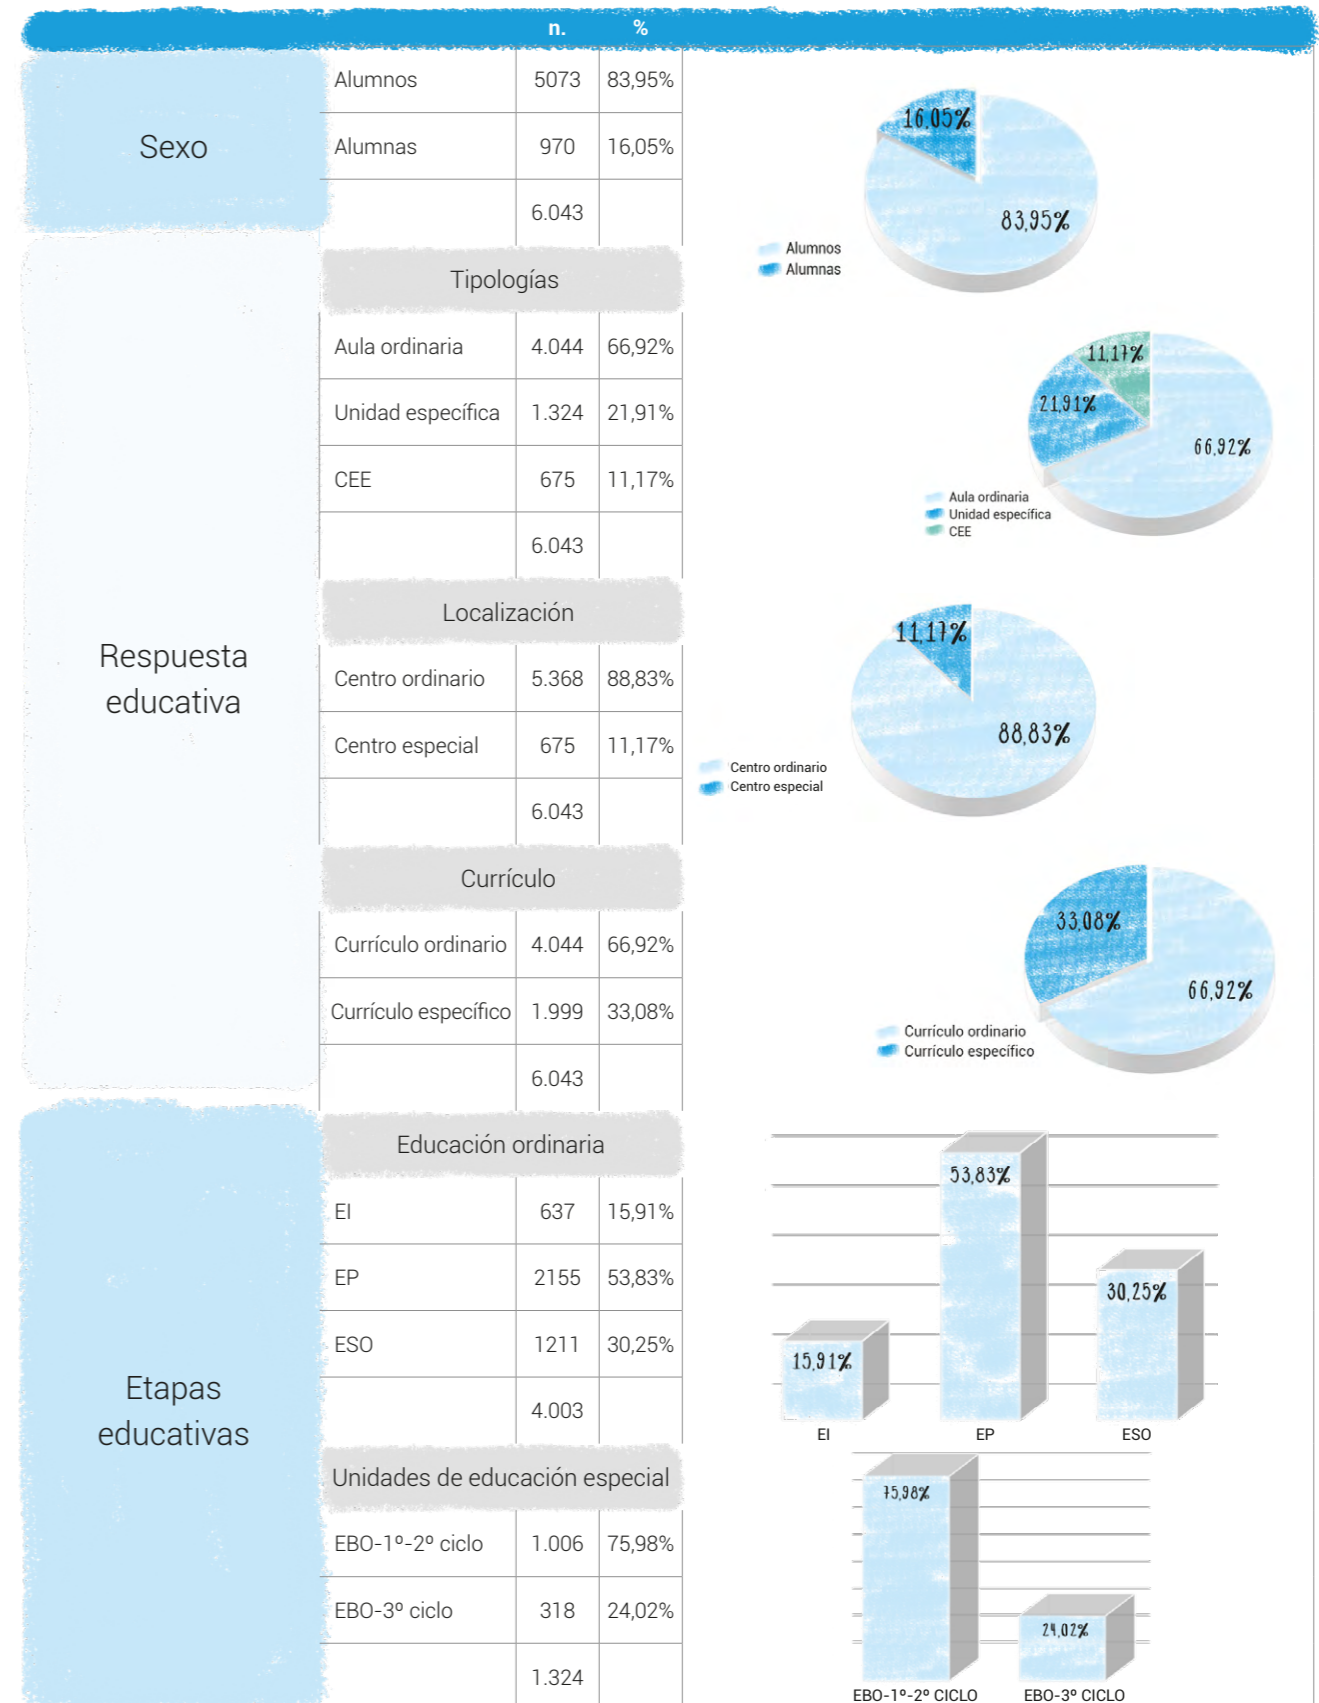 n. %
Sexo
Alumnos 5073 83,95%
Alumnas 970 16,05%
6.043
16,05%
83,95%
Alumnos
Alumnas
Respuesta
educativa
Tipologías
Aula ordinaria 4.044 66,92%
Unidad específica 1.324 21,91%
CEE 675 11,17%
6.043
11,17%
21,91%
66,92%
Aula ordinaria
Unidad específica
CEE
Localización
Centro ordinario 5.368 88,83%
Centro especial 675 11,17%
6.043
11,17%
88,83%
Centro ordinario
Centro especial
Currículo
Currículo ordinario 4.044 66,92%
Currículo específico 1.999 33,08%
6.043
33,08%
66,92%
Currículo ordinario
Currículo específico
Etapas
educativas
Educación ordinaria
EI 637 15,91%
EP 2155 53,83%
ESO 1211 30,25%
4.003
53,83%
30,25%
15,91%
EI EP ESO
Unidades de educación especial
EBO-1º-2º ciclo 1.006 75,98%
EBO-3º ciclo 318 24,02%
1.324
75,98%
24,02%
EBO-1º-2º CICLO EBO-3º CICLO